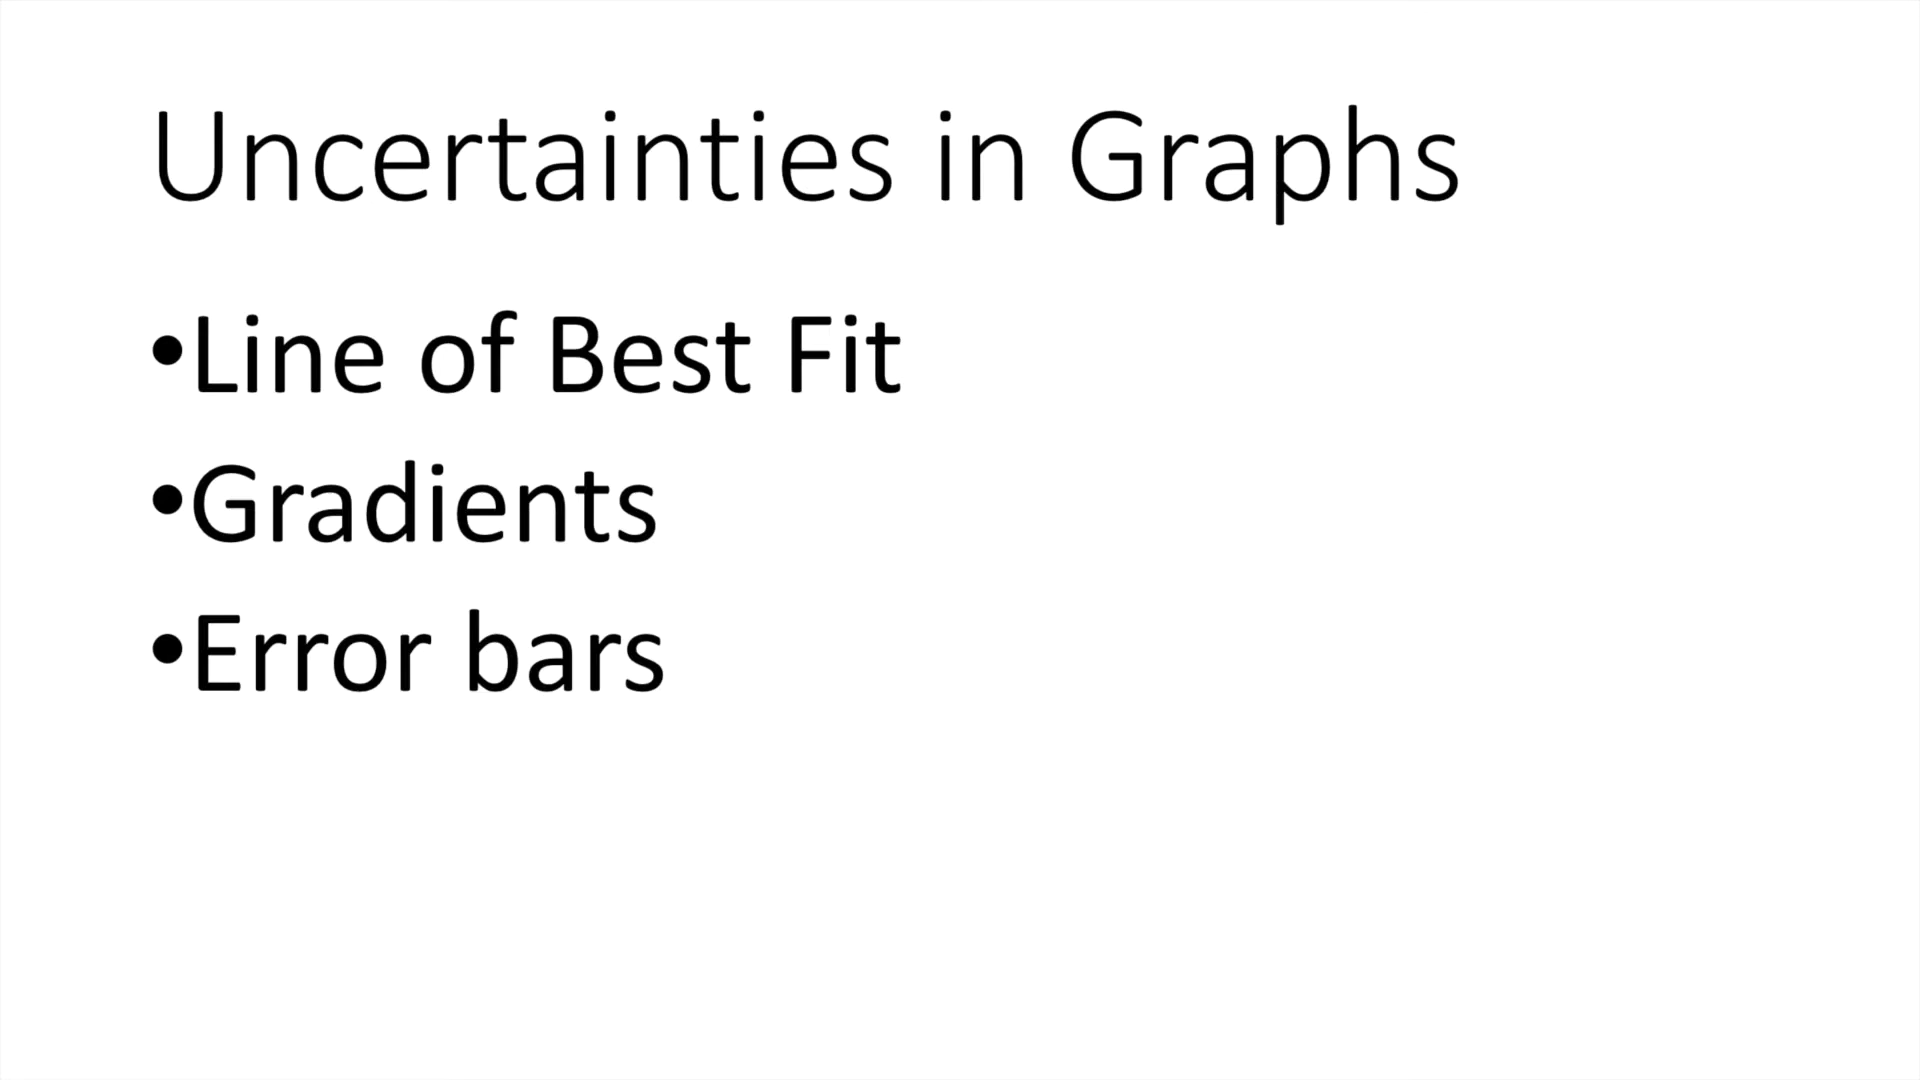 Uncertainties in Graphs
•Line of Best Fit
•Gradients
•Error bars